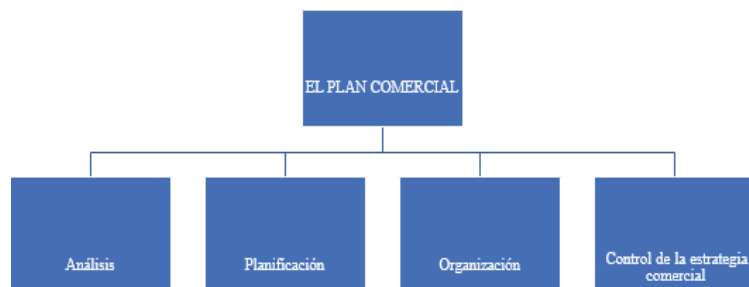 EL PLAN COMERCIAL
Análisis
Planificación
Organización
Control de la estrategia
comercial